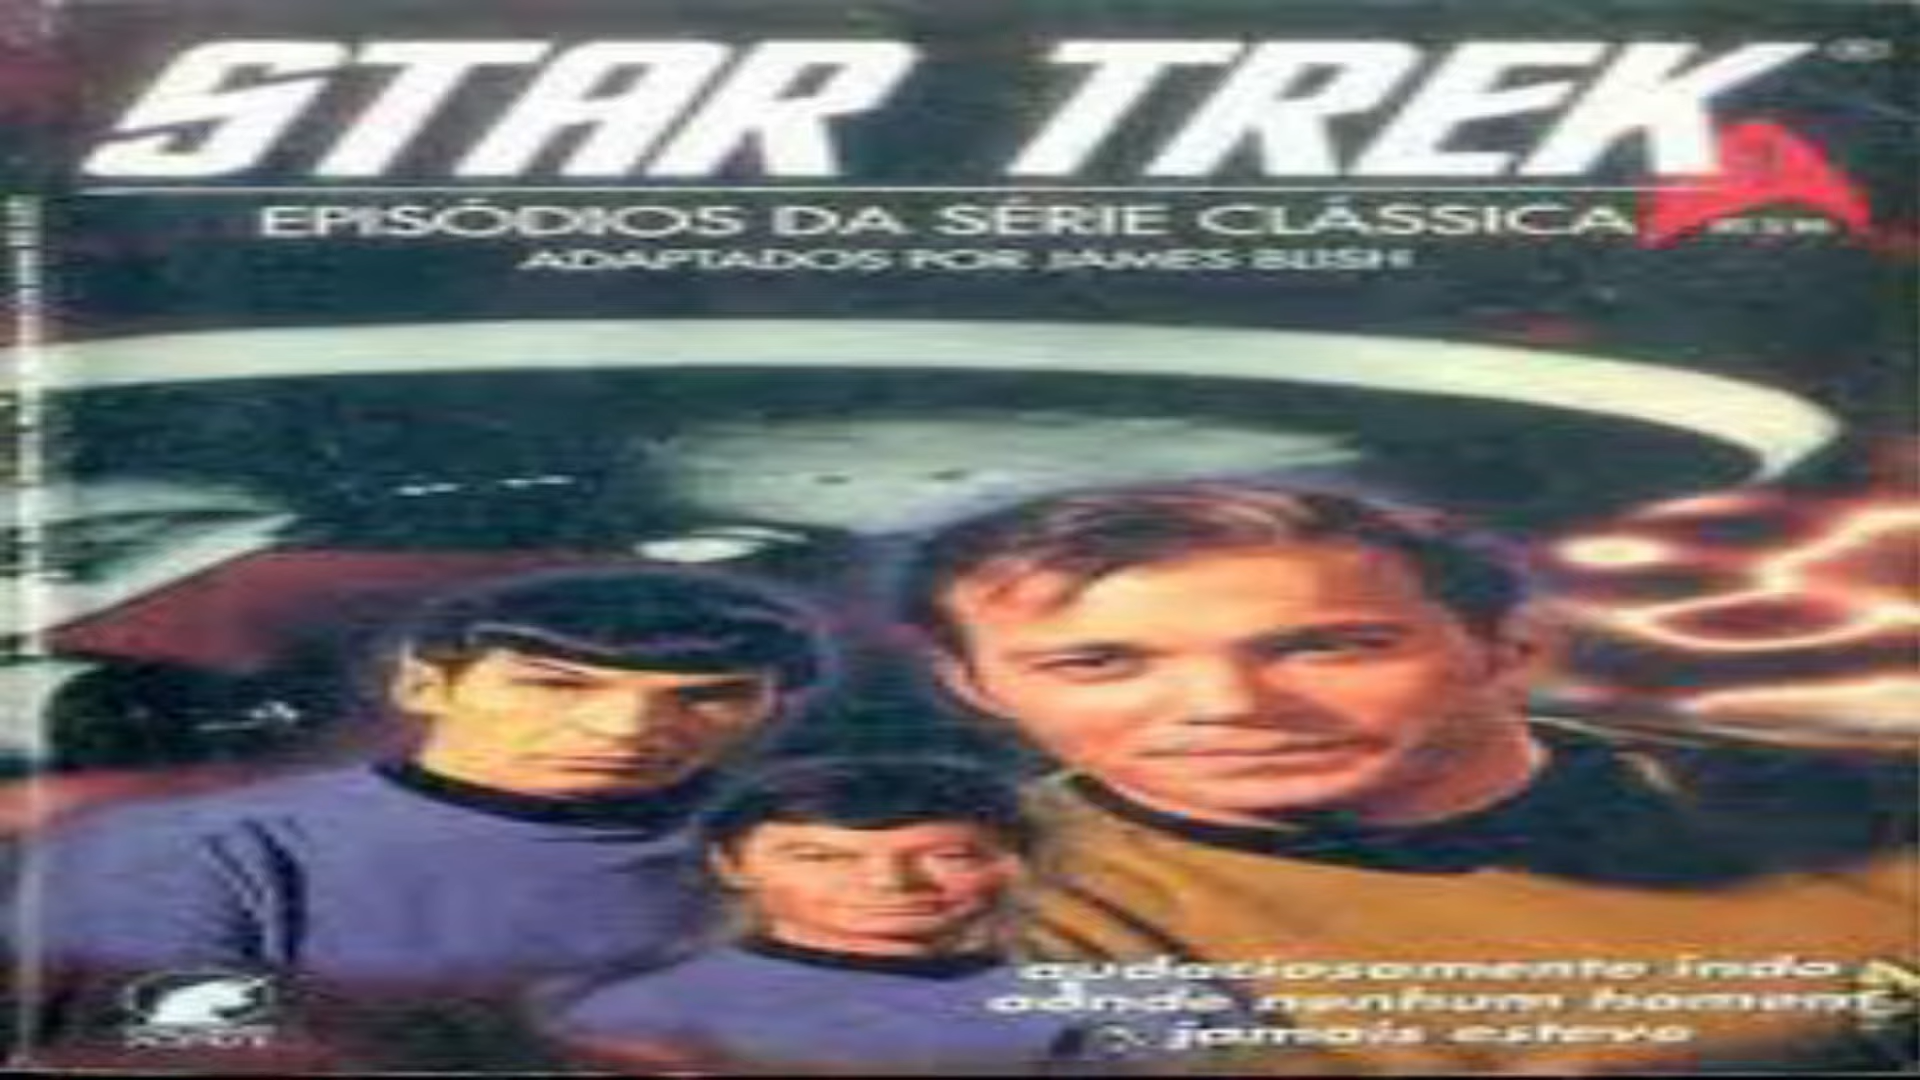 STAR TREK
EPISÓDIOS DA SÉRIE CLÁSSICA
ADAPTADOS POR JAMES BLISH
audaciosamente indo
aonde nenhum homem
jamais esteve